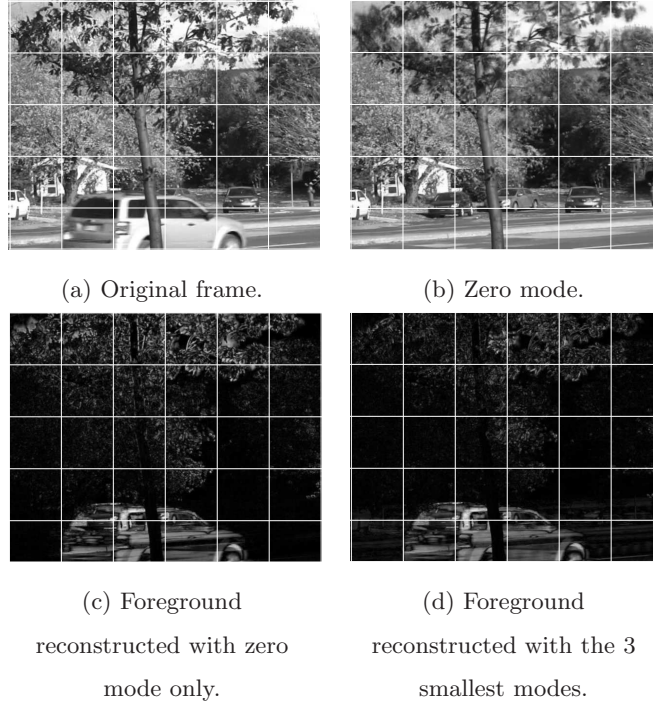 (a) Original frame.
(b) Zero mode.
(c) Foreground
reconstructed with zero
mode only.
(d) Foreground
reconstructed with the 3
smallest modes.